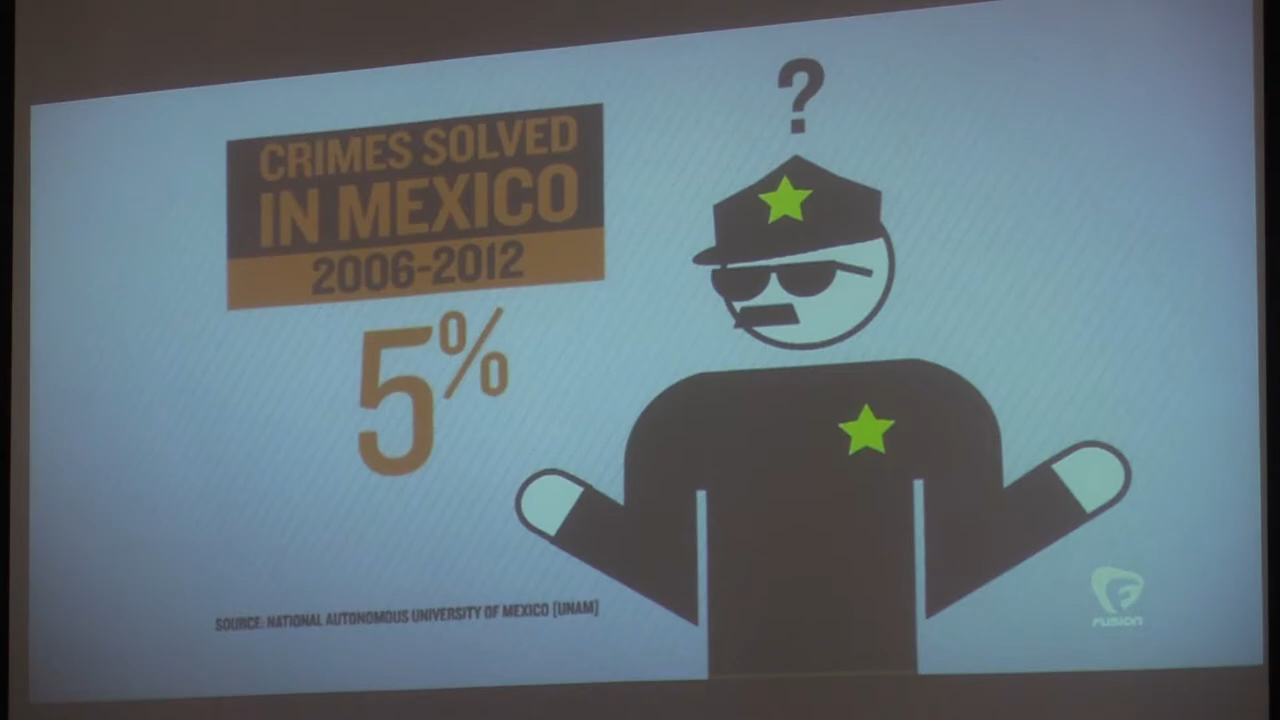 ?
CRIMES SOLVED
IN MEXICO
2006-2012
5%
SOURCE: NATIONAL AUTONOMOUS UNIVERSITY OF MEXICO [UNAM]
FUSION